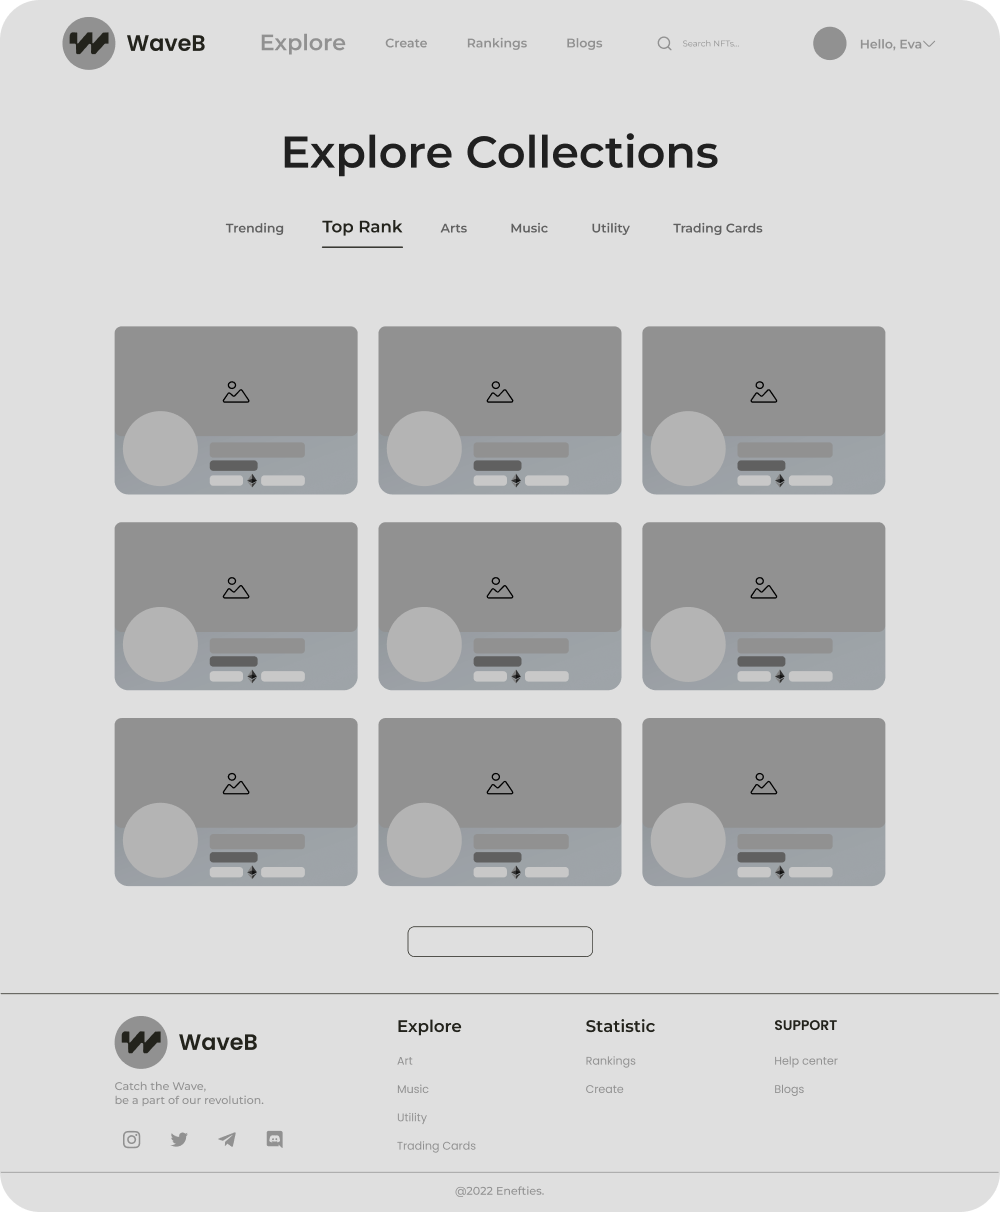 WaveB
Explore
Create
Rankings
Blogs
Search NFTs...
Hello, Eva
Explore Collections
Trending
Top Rank
Arts
Music
Utility
Trading Cards
WaveB
Catch the Wave,
be a part of our revolution.
Explore
Art
Music
Utility
Trading Cards
Statistic
Rankings
Create
SUPPORT
Help center
Blogs
@2022 Enefties.